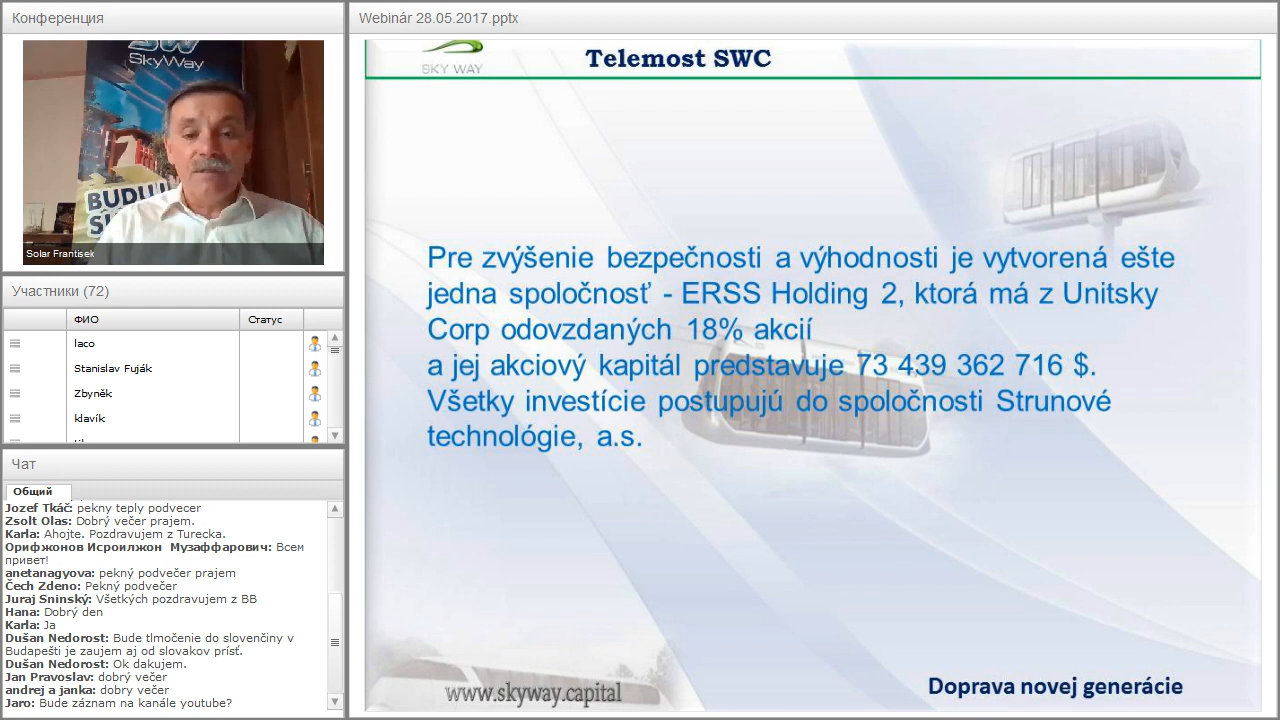 Конференция
SW
SkyWay
BUDUJ
Solar Frantisek
Участники (72)
ФИО
Статус
laco
Stanislav Fuják
Zbyněk
klavík
Чат
Общий
Jozef Tkáč: pekny teply podvecer
Zsolt Olas: Dobrý večer prajem.
Karla: Ahojte. Pozdravujem z Turecka.
Орифжонов Исроилжон Музаффарович: Всем
привет!
anetanagyova: pekný podvečer prajem
Čech Zdeno: Pekný podvečer
Juraj Sninský: Všetkých pozdravujem z BB
Hana: Dobrý den
Karla: Ja
Dušan Nedorost: Bude tlmočenie do slovenčiny v
Budapešti je zaujem aj od slovakov prísť.
Dušan Nedorost: Ok dakujem.
Jan Pravoslav: dobrý večer
andrej a janka: dobry večer
Jaro: Bude záznam na kanále youtube?
Webinár 28.05.2017.pptx
SKY WAY
Telemost SWC
Pre zvýšenie bezpečnosti a výhodnosti je vytvorená ešte
jedna spoločnosť - ERSS Holding 2, ktorá má z Unitsky
Corp odovzdaných 18% akcií
a jej akciový kapitál predstavuje 73 439 362 716 $.
Všetky investície postupujú do spoločnosti Strunové
technológie, a.s.
www.skyway.capital
Doprava novej generácie